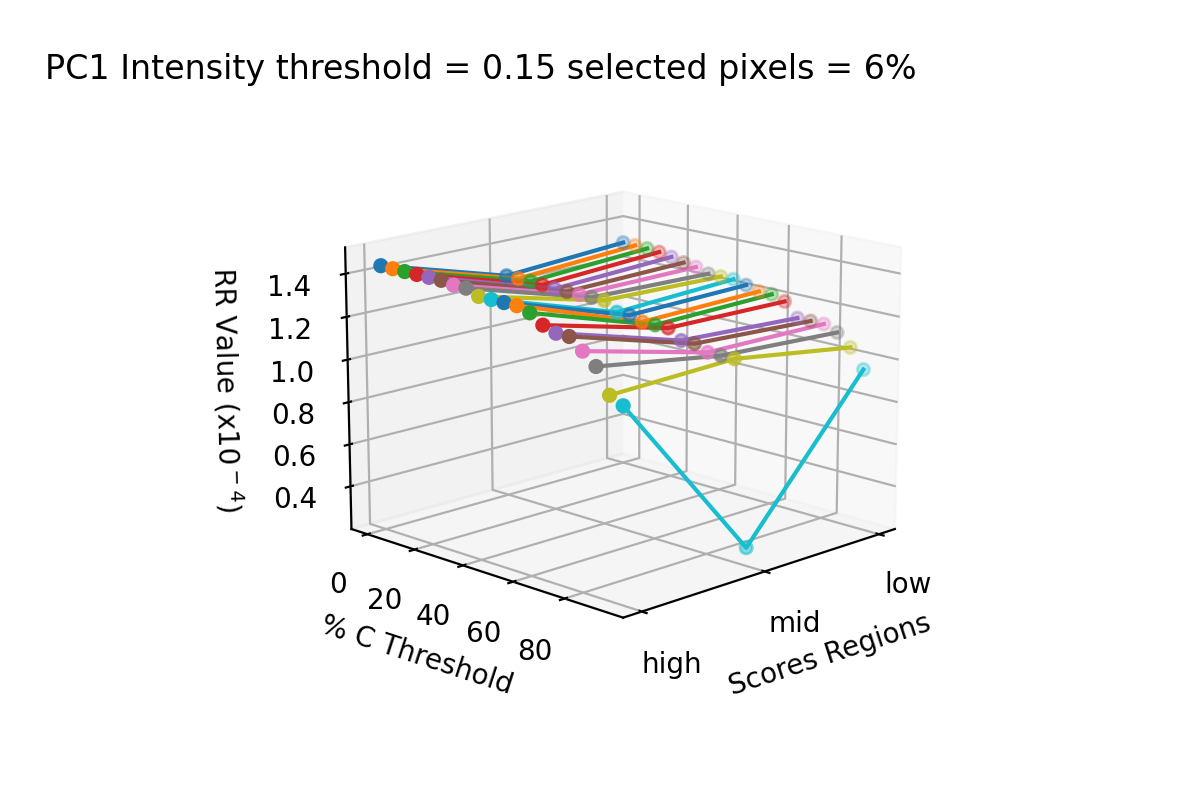 PC1 Intensity threshold = 0.15 selected pixels = 6%
RR Value (x10⁻⁴)
1.4
1.2
1.0
0.8
0.6
0.4
0
20
40
60
80
% C Threshold
high
mid
low
Scores Regions